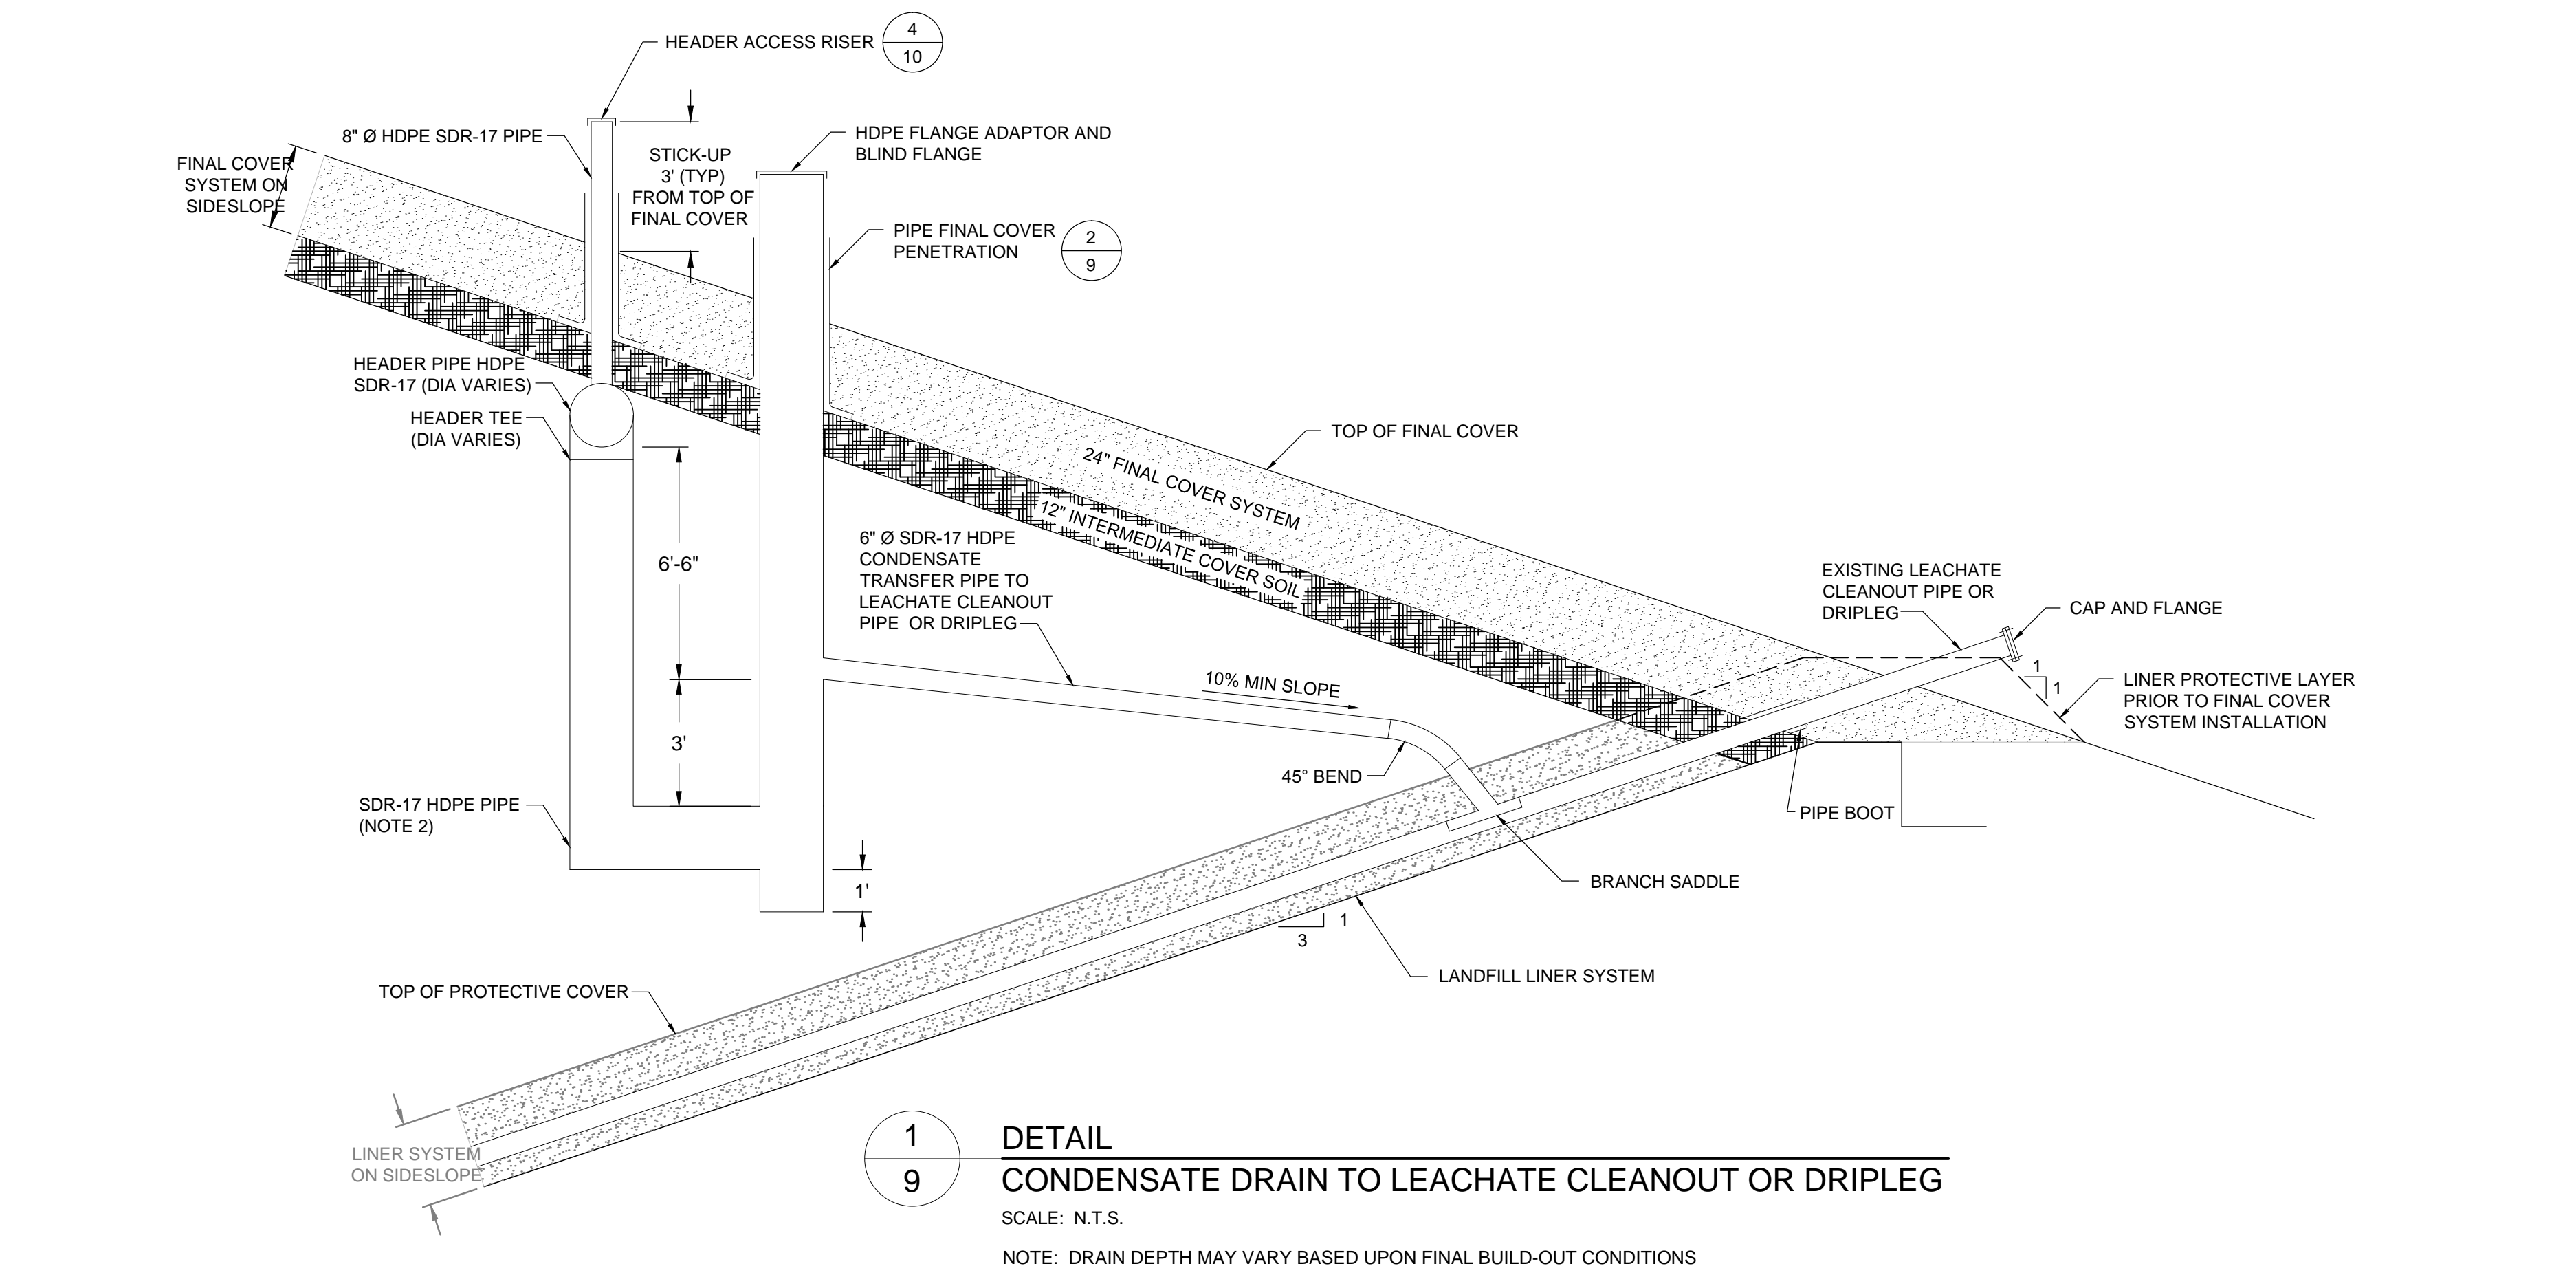 HEADER ACCESS RISER
4
10
8" Ø HDPE SDR-17 PIPE
HDPE FLANGE ADAPTOR AND
BLIND FLANGE
FINAL COVER
SYSTEM ON
SIDESLOPE
STICK-UP
3' (TYP)
FROM TOP OF
FINAL COVER
PIPE FINAL COVER
PENETRATION
2
9
HEADER PIPE HDPE
SDR-17 (DIA VARIES)
HEADER TEE
(DIA VARIES)
TOP OF FINAL COVER
24" FINAL COVER SYSTEM
12" INTERMEDIATE COVER SOIL
6'-6"
6" Ø SDR-17 HDPE
CONDENSATE
TRANSFER PIPE TO
LEACHATE CLEANOUT
PIPE OR DRIPLEG
EXISTING LEACHATE
CLEANOUT PIPE OR
DRIPLEG
CAP AND FLANGE
1
1
10% MIN SLOPE
LINER PROTECTIVE LAYER
PRIOR TO FINAL COVER
SYSTEM INSTALLATION
3'
45° BEND
SDR-17 HDPE PIPE
(NOTE 2)
PIPE BOOT
1'
BRANCH SADDLE
1
3
LANDFILL LINER SYSTEM
TOP OF PROTECTIVE COVER
LINER SYSTEM
ON SIDESLOPE
1
9
DETAIL
CONDENSATE DRAIN TO LEACHATE CLEANOUT OR DRIPLEG
SCALE: N.T.S.
NOTE: DRAIN DEPTH MAY VARY BASED UPON FINAL BUILD-OUT CONDITIONS